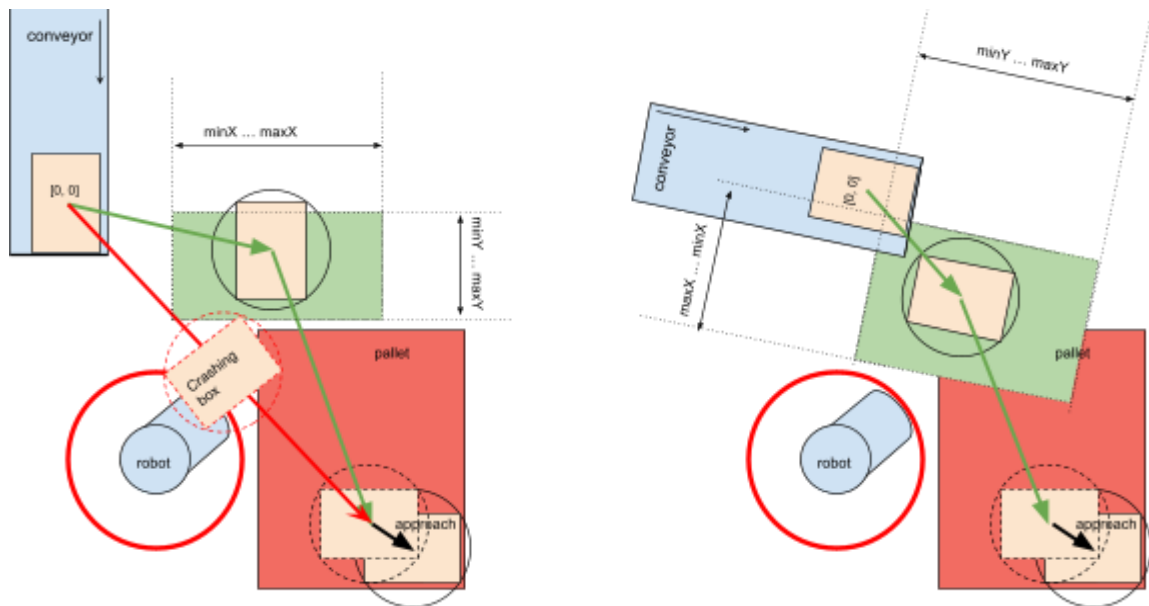 conveyor
minX ... maxX
[0, 0]
minY ... maxY
pallet
Crashing
box
robot
approach
minY ... maxY
conveyor
[0, 0]
maxX ... minX
pallet
robot
approach